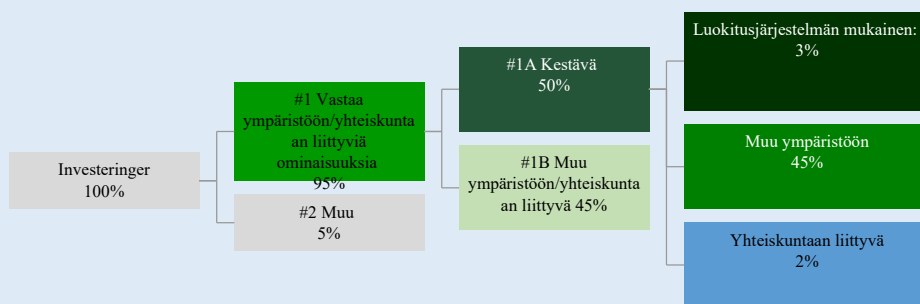 Investeringer
100%
#1 Vastaa
ympäristöön/yhteiskunta
an liittyviä
ominaisuuksia
95%
#2 Muu
5%
#1A Kestävä
50%
#1B Muu
ympäristöön/yhteiskunta
an liittyvä 45%
Luokitusjärjestelmän mukainen:
3%
Muu ympäristöön
45%
Yhteiskuntaan liittyvä
2%